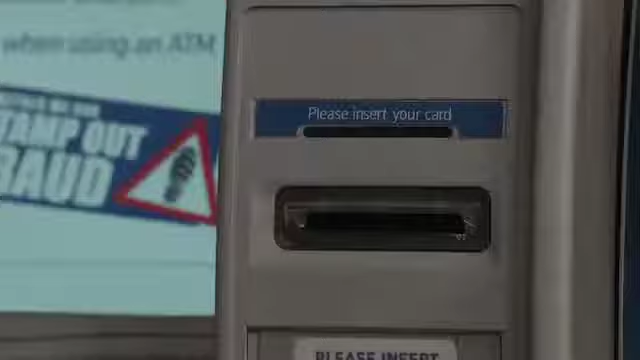 when using an ATM
TAMP OUT
RAUD
Please insert your card
PLEASE INSERT